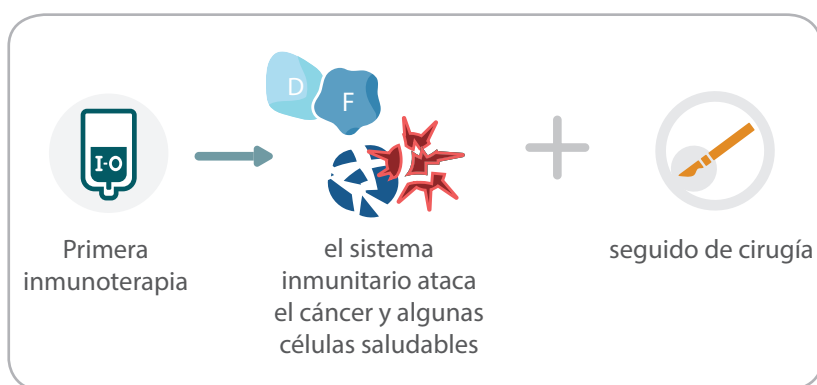 D
F
I-O
Primera
inmunoterapia
el sistema
inmunitario ataca
el cáncer y algunas
células saludables
seguido de cirugía